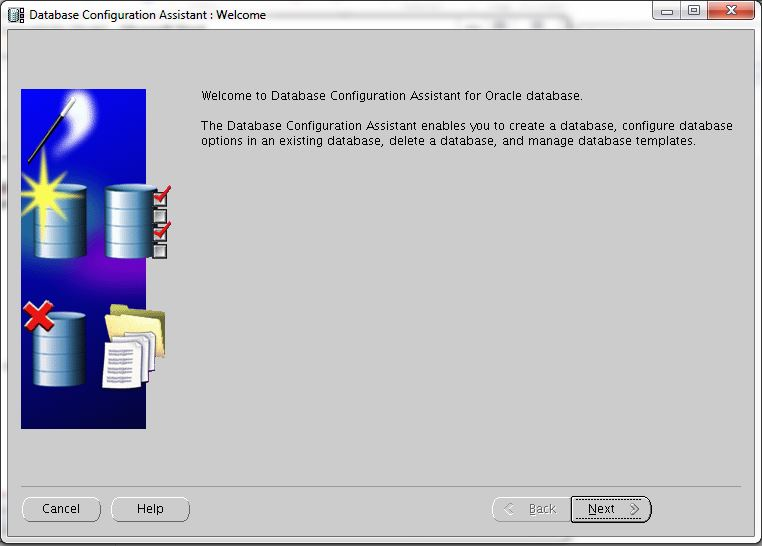 Database Configuration Assistant : Welcome
Welcome to Database Configuration Assistant for Oracle database.
The Database Configuration Assistant enables you to create a database, configure database
options in an existing database, delete a database, and manage database templates.
Cancel
Help
Back
Next